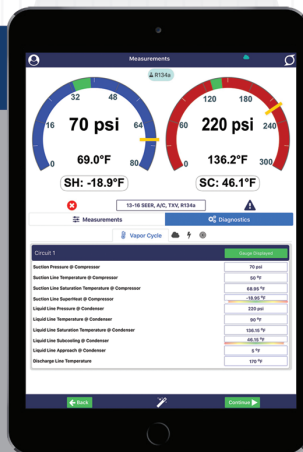 Measurements
R134a
32 48
16 64
0 80
70 psi
69.0°F
SH: -18.9°F
120 180
60 240
0 300
220 psi
136.2°F
SC: 46.1°F
13-16 SEER, A/C, TXV, R134a
Measurements
Diagnostics
Vapor Cycle
Circuit 1
Gauge Displayed
Suction Pressure @ Compressor 70 psi
Suction Line Temperature @ Compressor 50 °F
Suction Line Saturation Temperature @ Compressor 68.95 °F
Suction Line SuperHeat @ Compressor -18.95 °F
Liquid Line Pressure @ Condenser 220 psi
Liquid Line Temperature @ Condenser 90 °F
Liquid Line Saturation Temperature @ Condenser 136.15 °F
Liquid Line Subcooling @ Condenser 46.15 °F
Liquid Line Approach @ Condenser 5 °F
Discharge Line Temperature 170 °F
Back
Continue